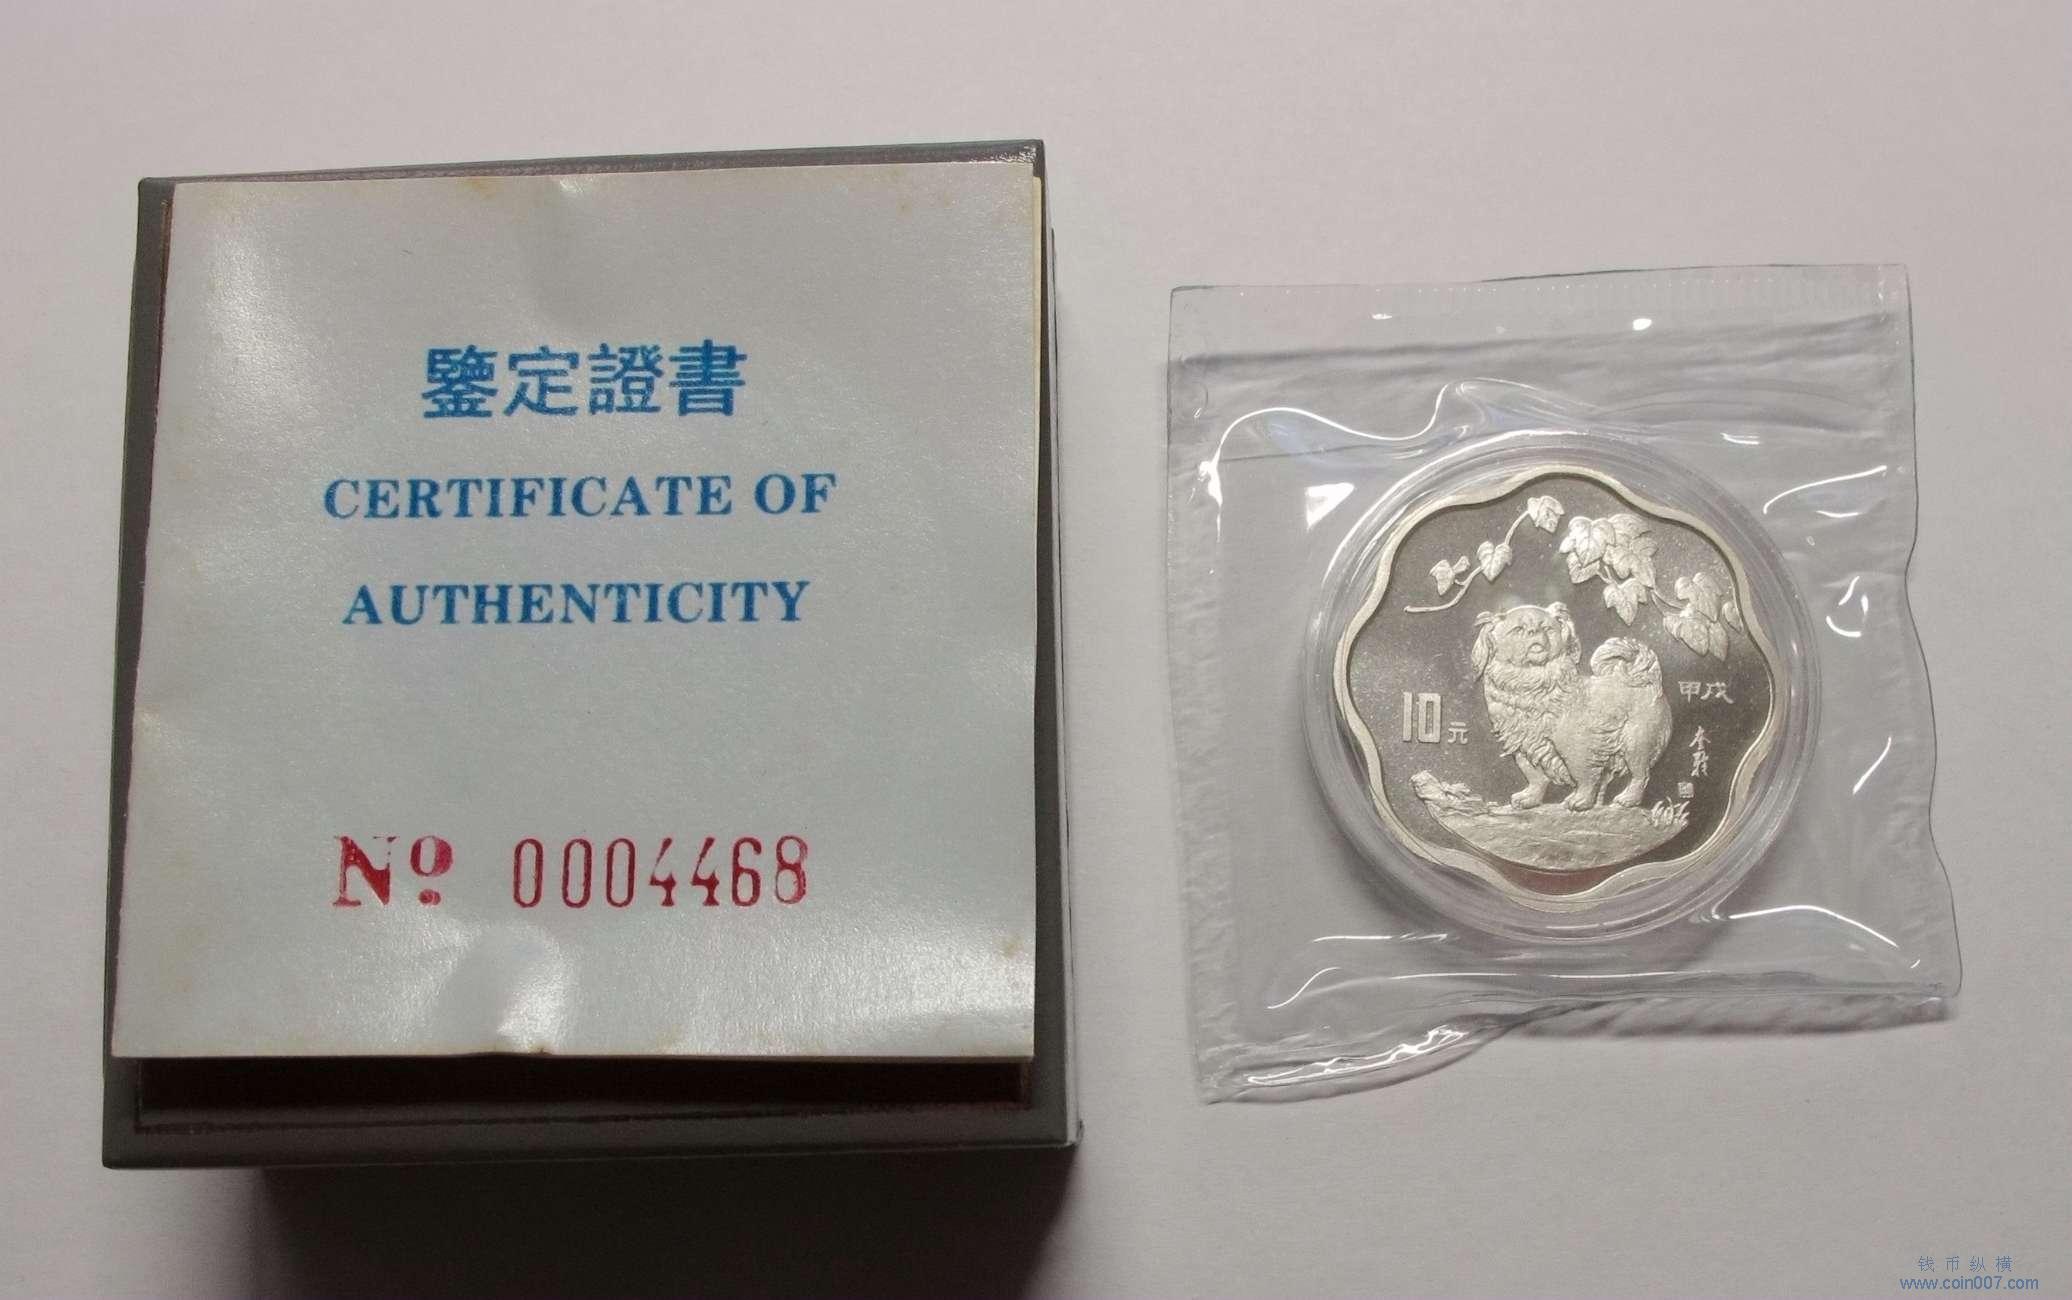 鑒定證書
CERTIFICATE OF
AUTHENTICITY
Nº 0004468
10元
甲戌
钱币纵横
www.coin007.com